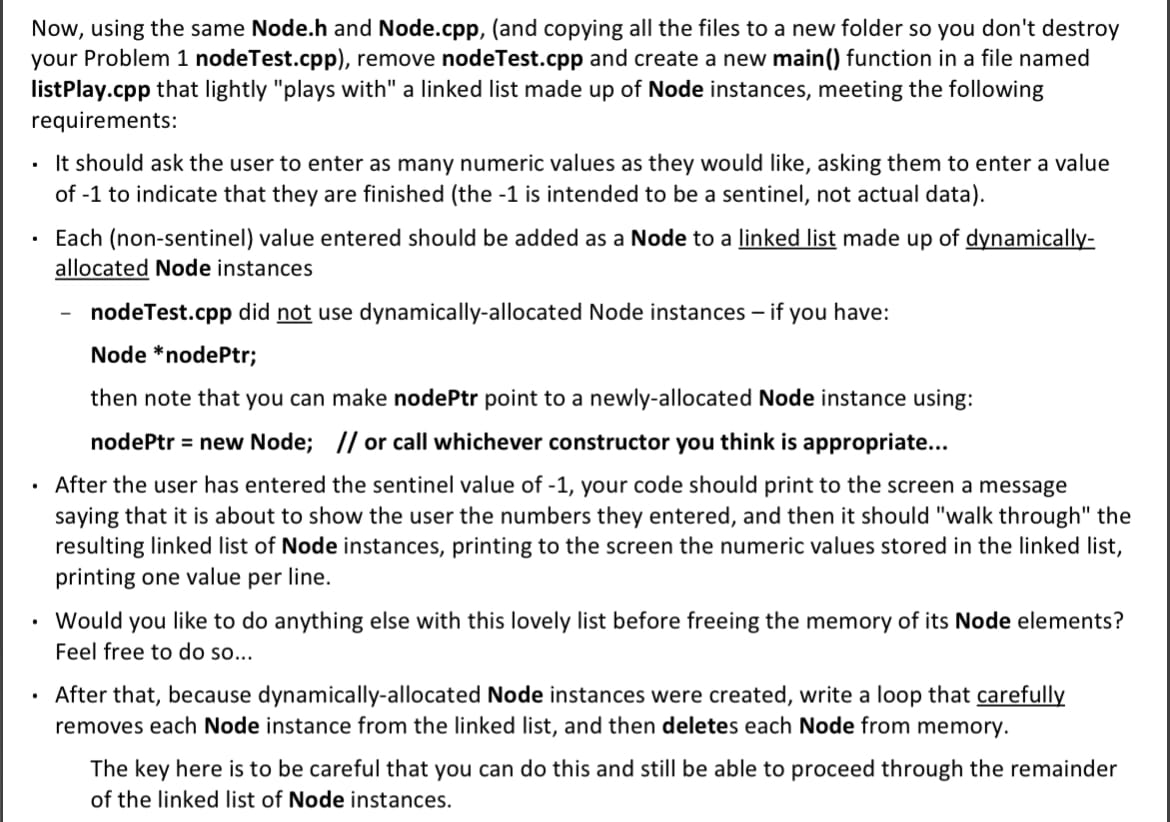 Now, using the same Node.h and Node.cpp, (and copying all the files to a new folder so you don't destroy
your Problem 1 nodeTest.cpp), remove nodeTest.cpp and create a new main() function in a file named
listPlay.cpp that lightly "plays with" a linked list made up of Node instances, meeting the following
requirements:
· It should ask the user to enter as many numeric values as they would like, asking them to enter a value
of -1 to indicate that they are finished (the -1 is intended to be a sentinel, not actual data).
· Each (non-sentinel) value entered should be added as a Node to a linked list made up of dynamically-
allocated Node instances
– nodeTest.cpp did not use dynamically-allocated Node instances – if you have:
Node *nodePtr;
then note that you can make nodePtr point to a newly-allocated Node instance using:
nodePtr = new Node; // or call whichever constructor you think is appropriate...
· After the user has entered the sentinel value of -1, your code should print to the screen a message
saying that it is about to show the user the numbers they entered, and then it should "walk through" the
resulting linked list of Node instances, printing to the screen the numeric values stored in the linked list,
printing one value per line.
· Would you like to do anything else with this lovely list before freeing the memory of its Node elements?
Feel free to do so...
· After that, because dynamically-allocated Node instances were created, write a loop that carefully
removes each Node instance from the linked list, and then deletes each Node from memory.
The key here is to be careful that you can do this and still be able to proceed through the remainder
of the linked list of Node instances.